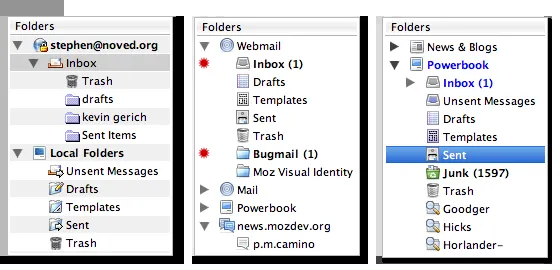 Folders
stephen@noved.org
Inbox
Trash
drafts
kevin gerich
Sent Items
Local Folders
Unsent Messages
Drafts
Templates
Sent
Trash
Folders
Webmail
Inbox (1)
Drafts
Templates
Sent
Trash
Bugmail (1)
Moz Visual Identity
Mail
Powerbook
news.mozdev.org
p.m.camino
Folders
News & Blogs
Powerbook
Inbox (1)
Unsent Messages
Drafts
Templates
Sent
Junk (1597)
Trash
Goodger
Hicks
Horlander-